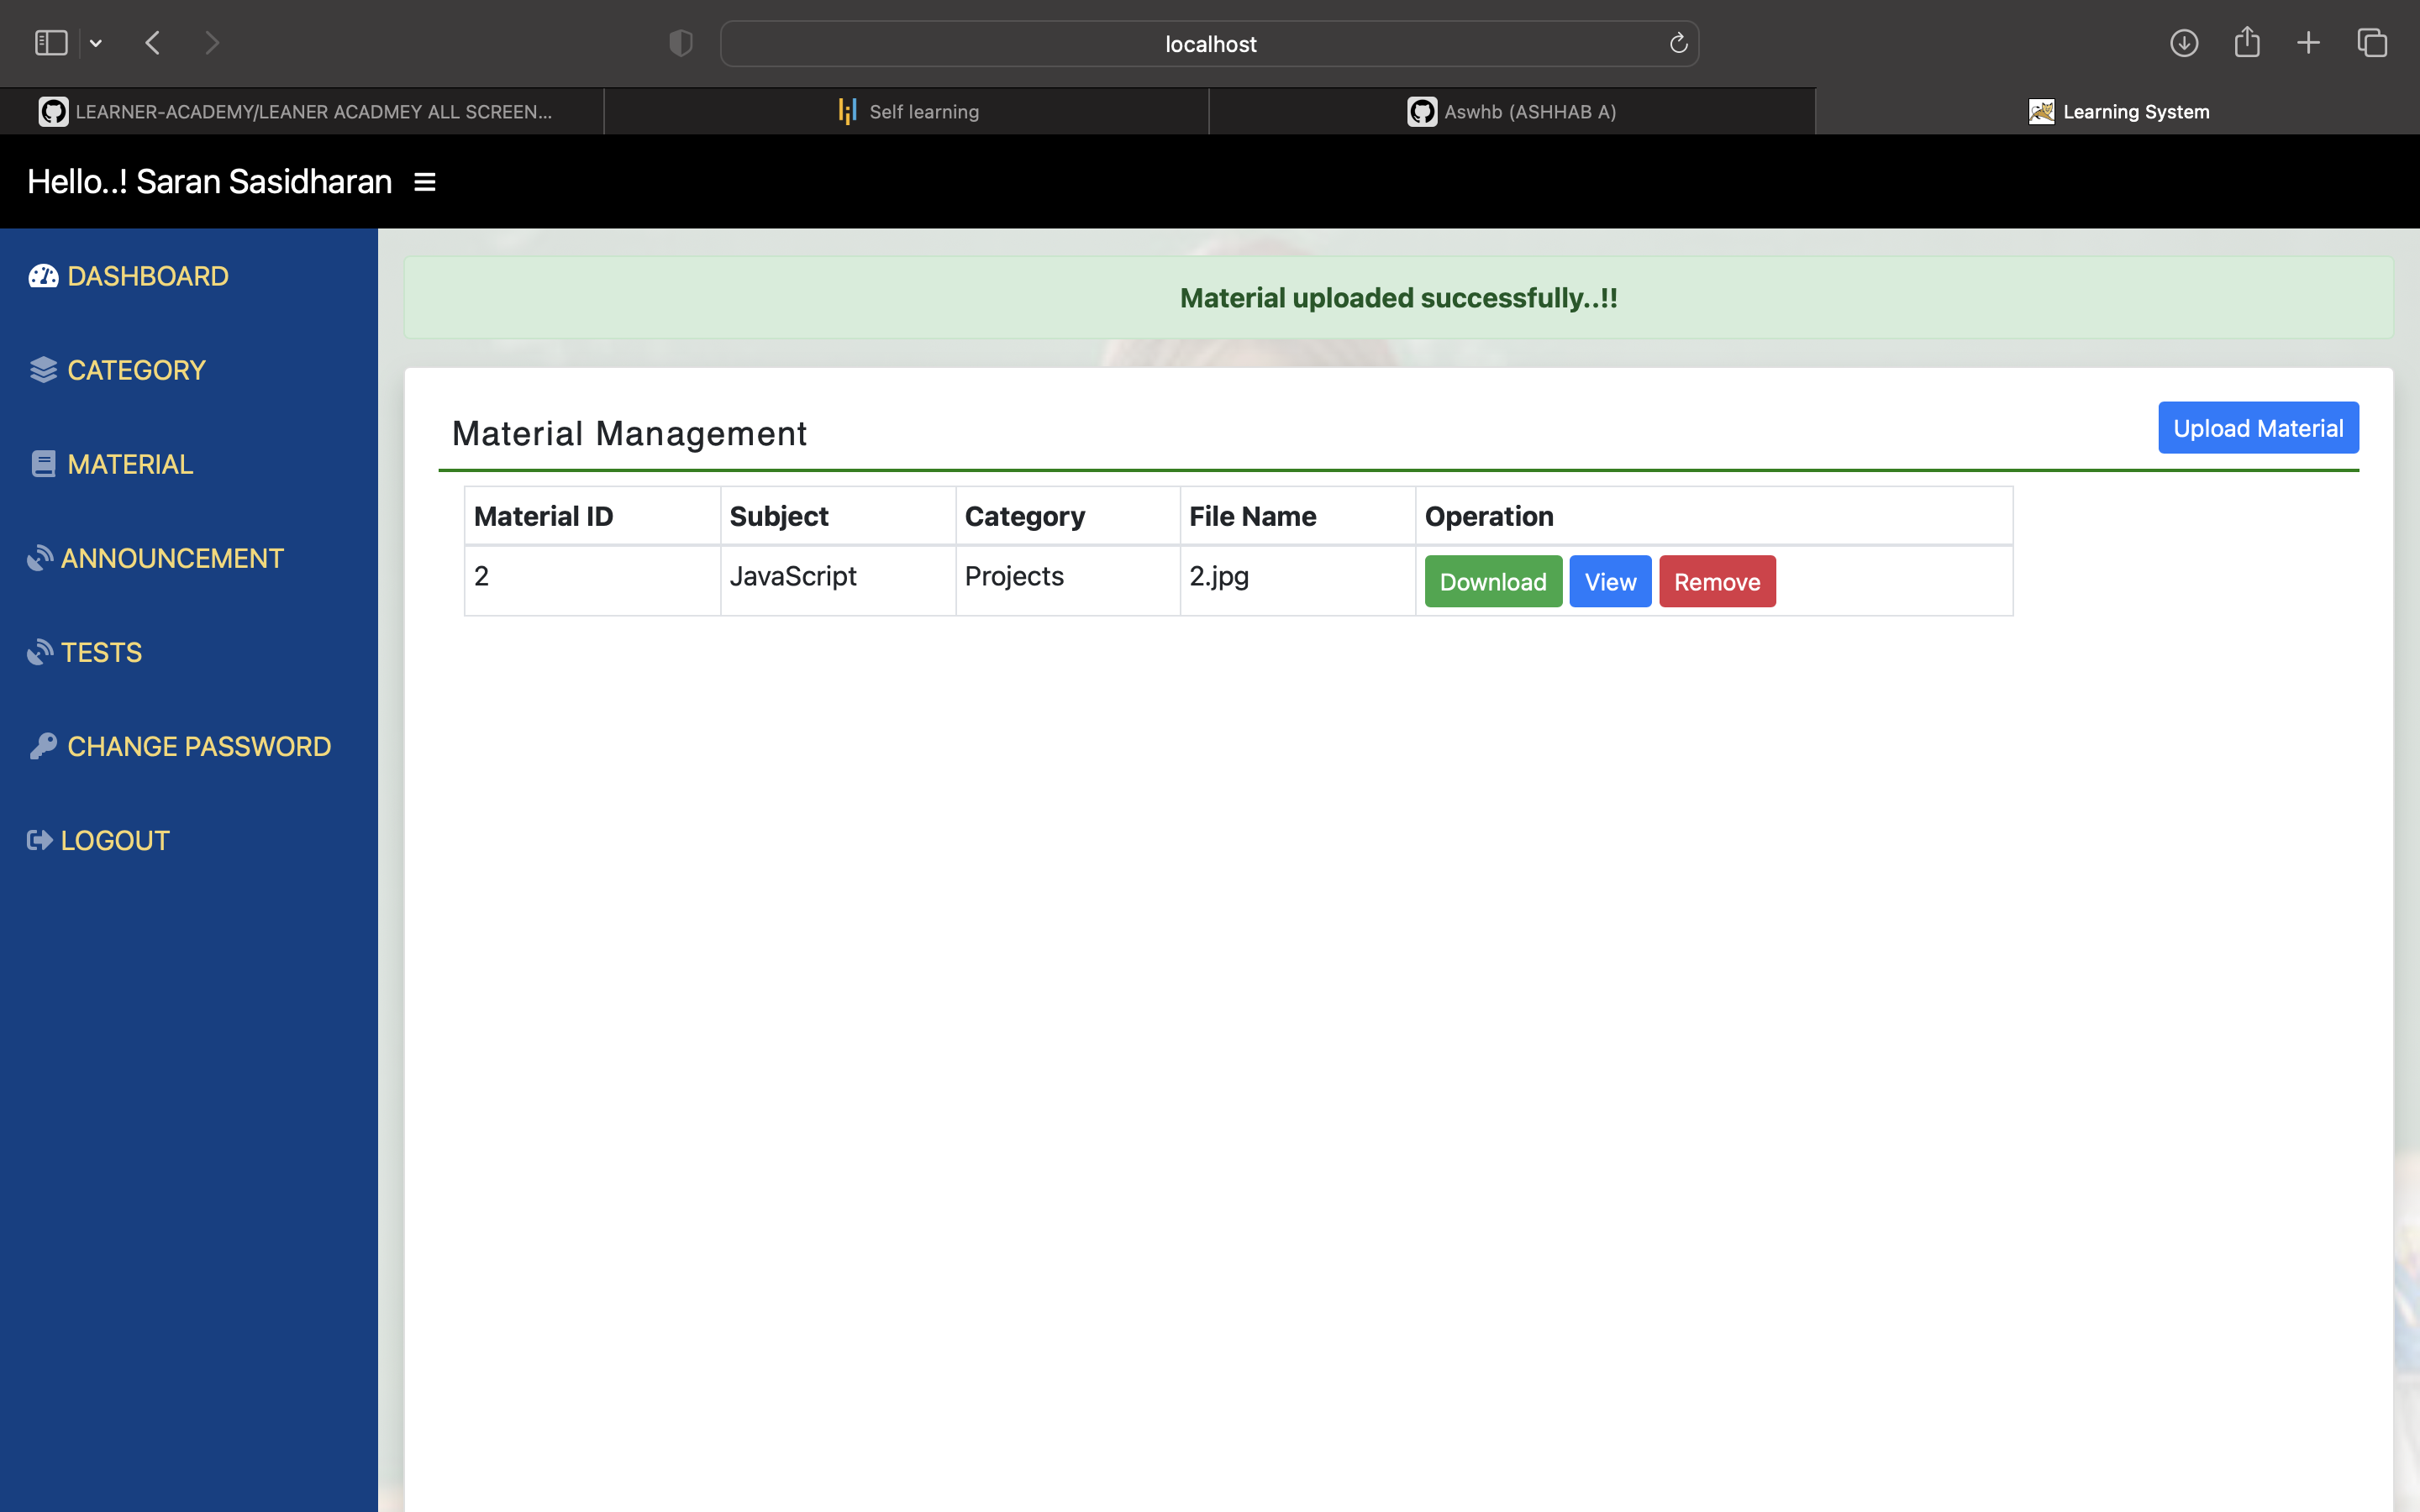 localhost
LEARNER-ACADEMY/LEANER ACADMEY ALL SCREEN...
Self learning
Aswhb (ASHHAB A)
Learning System
Hello..! Saran Sasidharan
DASHBOARD
CATEGORY
MATERIAL
ANNOUNCEMENT
TESTS
CHANGE PASSWORD
LOGOUT
Material uploaded successfully..!!
Material Management
Upload Material
Material ID Subject Category File Name Operation
2 JavaScript Projects 2.jpg Download View Remove